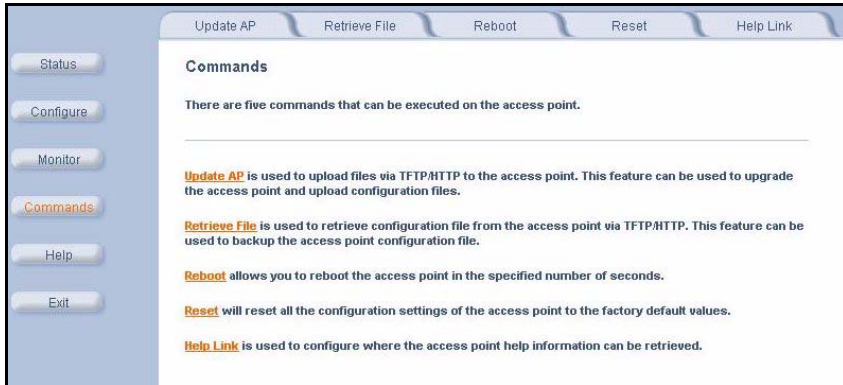 Update AP
Retrieve File
Reboot
Reset
Help Link
Status
Configure
Monitor
Commands
Help
Exit
Commands
There are five commands that can be executed on the access point.
Update AP is used to upload files via TFTP/HTTP to the access point. This feature can be used to upgrade
the access point and upload configuration files.
Retrieve File is used to retrieve configuration file from the access point via TFTP/HTTP. This feature can be
used to backup the access point configuration file.
Reboot allows you to reboot the access point in the specified number of seconds.
Reset will reset all the configuration settings of the access point to the factory default values.
Help Link is used to configure where the access point help information can be retrieved.